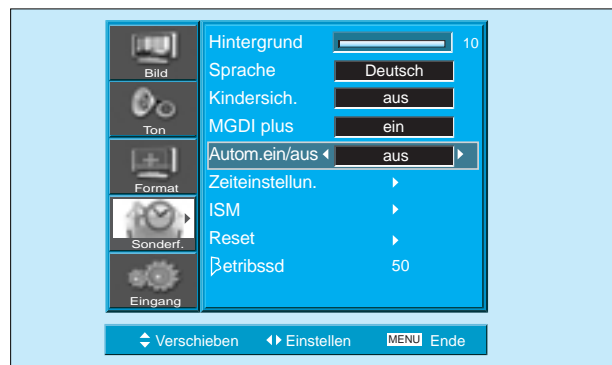 Bild
Ton
Format
Sonderf.
Eingang
Hintergrund 10
Sprache Deutsch
Kindersich. aus
MGDI plus ein
Autom.ein/aus aus
Zeiteinstellun.
ISM
Reset
βetribssd 50
Verschieben Einstellen MENU Ende